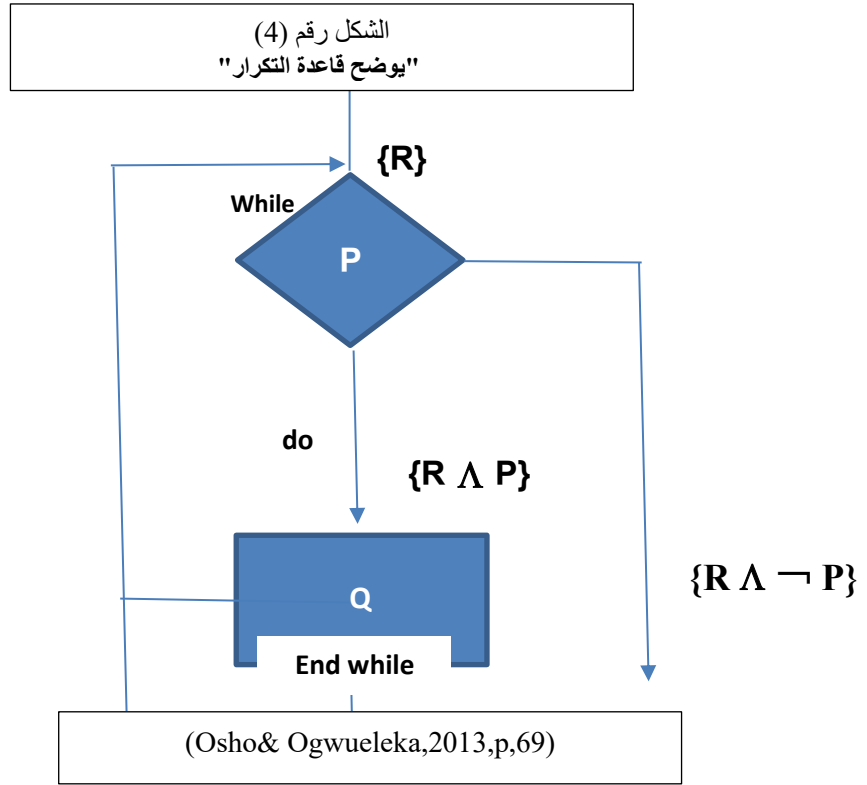 الشكل رقم (4)
"يوضح قاعدة التكرار"
{R}
While
P
do
{R Λ P}
{R Λ ¬ P}
Q
End while
(Osho& Ogwueleka,2013,p,69)